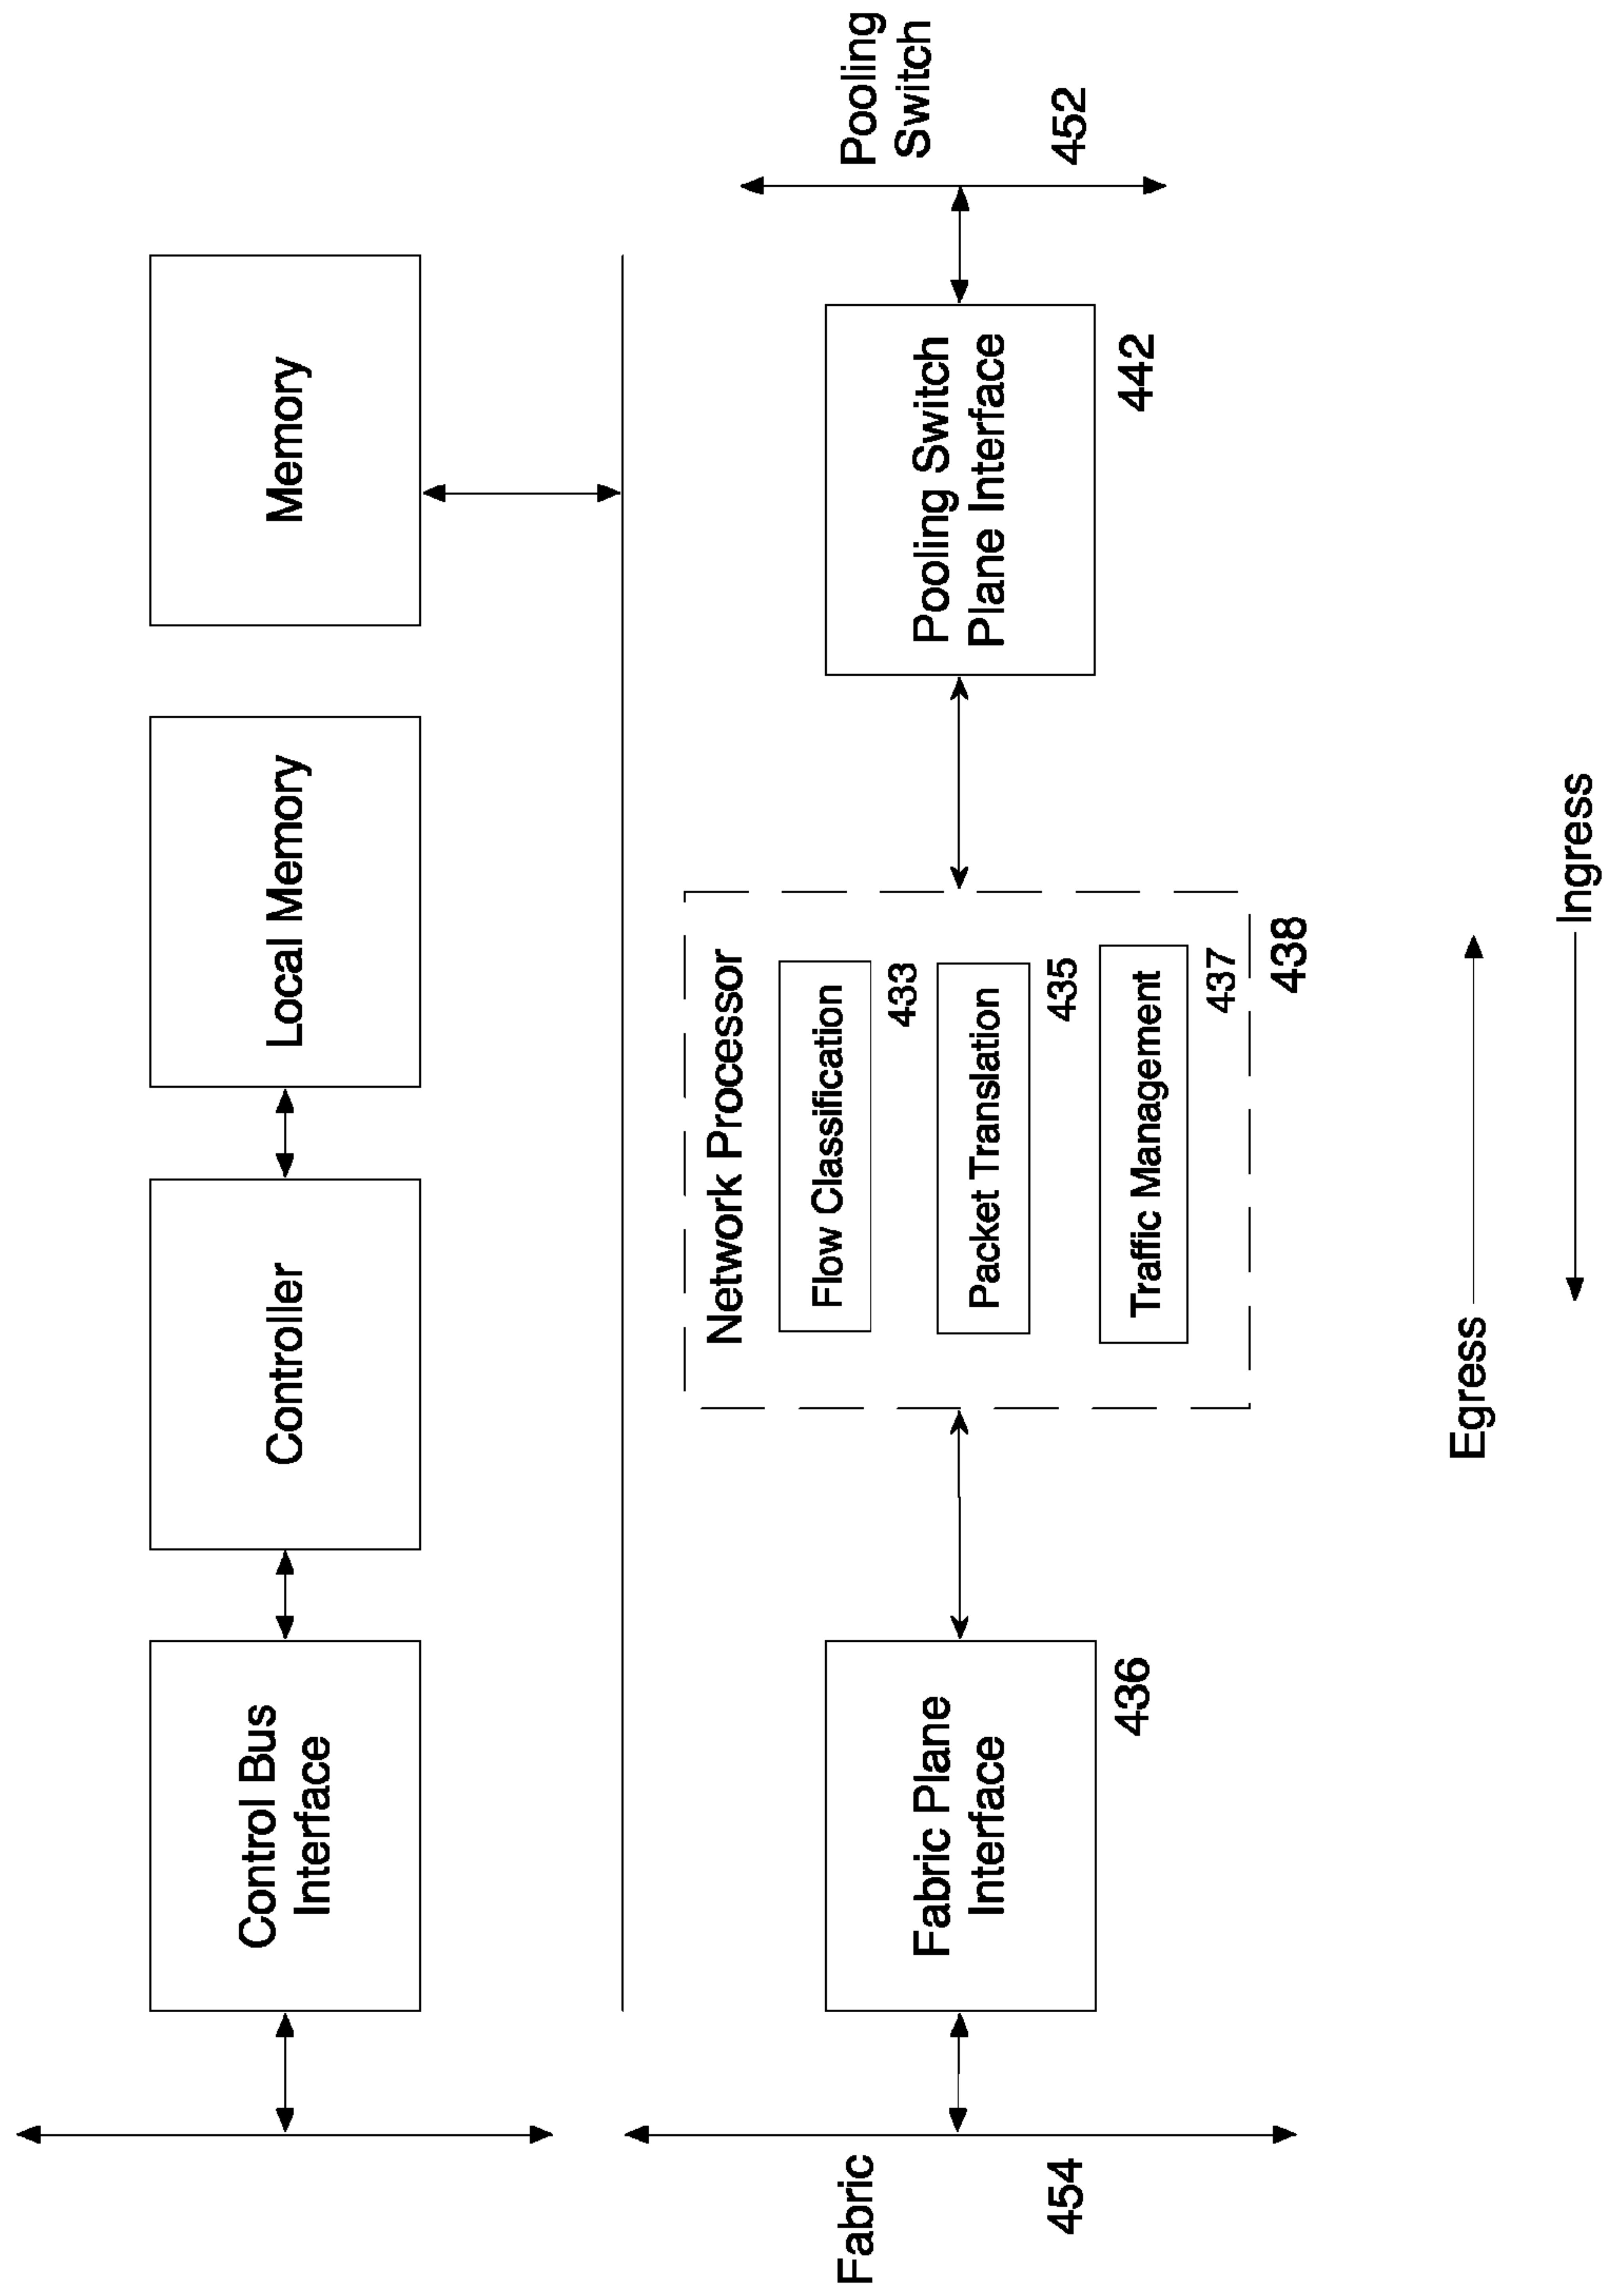 Control Bus
Interface
Controller
Local Memory
Memory
Fabric
454
Fabric Plane
Interface
436
Network Processor
Flow Classification
433
Packet Translation
435
Traffic Management
437
438
Pooling Switch
Plane Interface
442
Pooling
Switch
452
Egress
Ingress